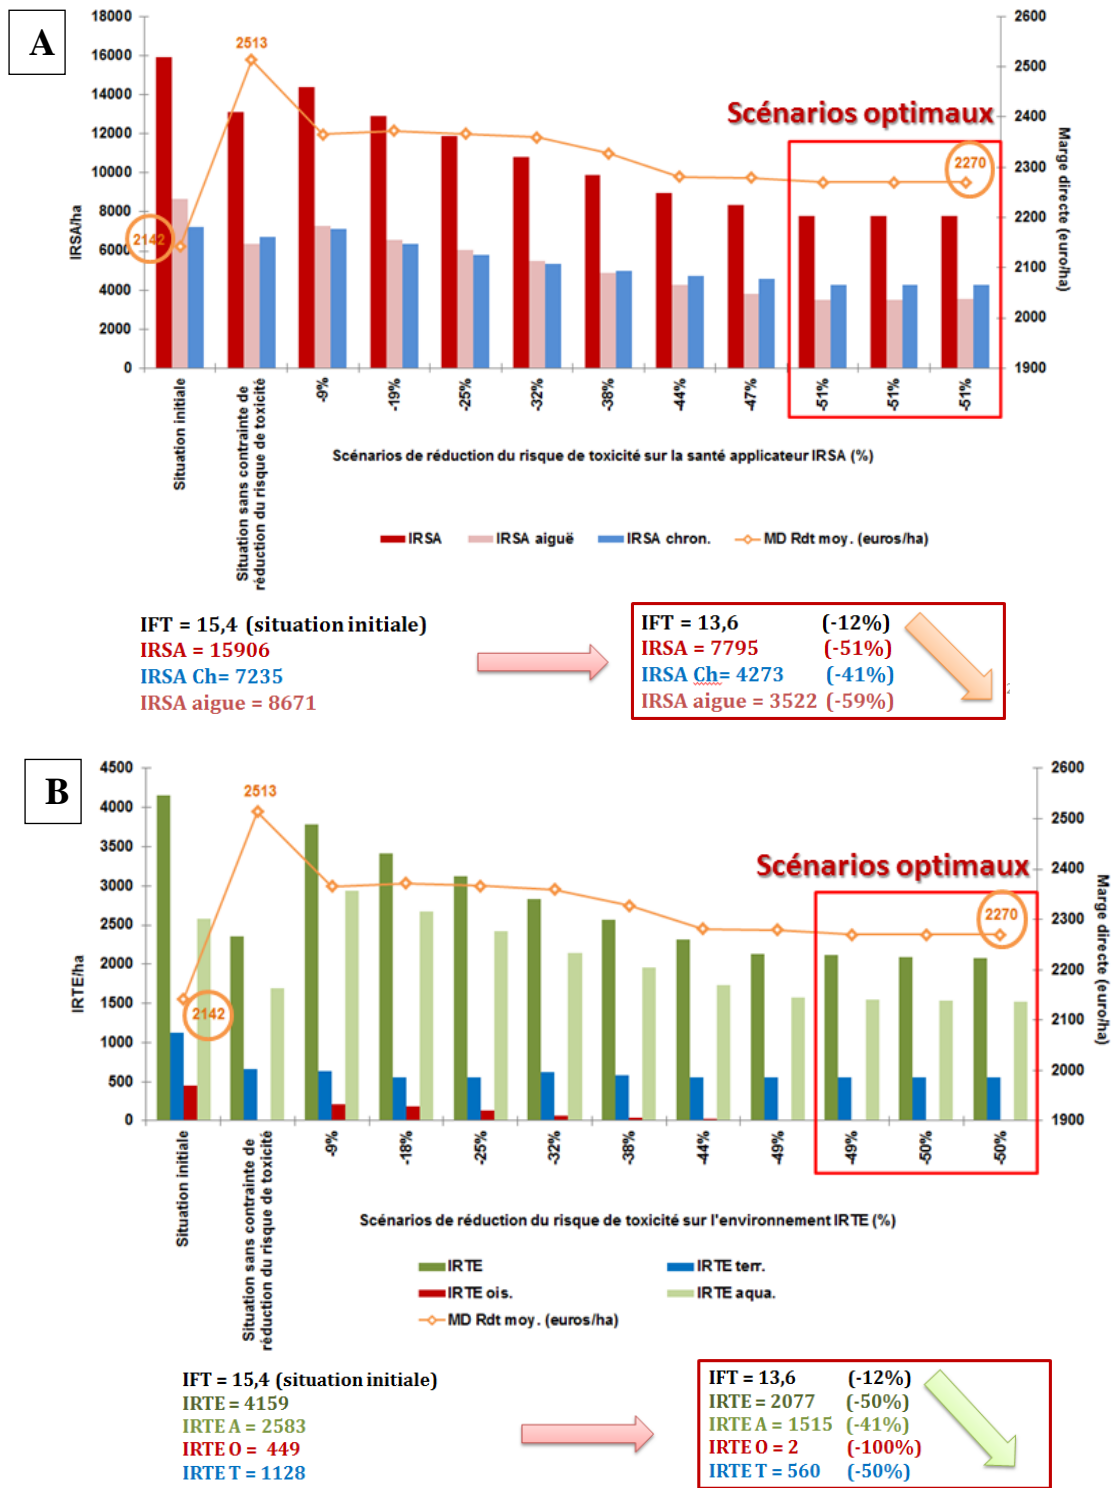 A
18000
16000
14000
12000
10000
8000
6000
4000
2000
0
IRSA/ha
2600
2500
2400
2300
2200
2100
2000
1900
Marge directe (euro/ha)
2513
2142
2270
Scénarios optimaux
Situation initiale
Situation sans contrainte de
réduction du risque de toxicité
-9%
-19%
-25%
-32%
-38%
-44%
-47%
-51%
-51%
-51%
Scénarios de réduction du risque de toxicité sur la santé applicateur IRSA (%)
IRSA
IRSA aiguë
IRSA chron.
MD Rdt moy. (euros/ha)
IFT = 15,4 (situation initiale)
IRSA = 15906
IRSA Ch= 7235
IRSA aigue = 8671
IFT = 13,6 (-12%)
IRSA = 7795 (-51%)
IRSA Ch= 4273 (-41%)
IRSA aigue = 3522 (-59%)
B
4500
4000
3500
3000
2500
2000
1500
1000
500
0
IRTE/ha
2600
2500
2400
2300
2200
2100
2000
1900
Marge directe (euro/ha)
2513
2142
2270
Scénarios optimaux
Situation initiale
Situation sans contrainte de
réduction du risque de toxicité
-9%
-18%
-25%
-32%
-38%
-44%
-49%
-49%
-50%
-50%
Scénarios de réduction du risque de toxicité sur l'environnement IRTE (%)
IRTE
IRTE terr.
IRTE ois.
IRTE aqua.
MD Rdt moy. (euros/ha)
IFT = 15,4 (situation initiale)
IRTE = 4159
IRTE A = 2583
IRTE O = 449
IRTE T = 1128
IFT = 13,6 (-12%)
IRTE = 2077 (-50%)
IRTE A = 1515 (-41%)
IRTE O = 2 (-100%)
IRTE T = 560 (-50%)